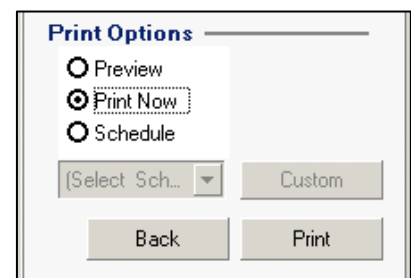 Print Options
Preview
Print Now
Schedule
(Select Sch... Custom
Back Print